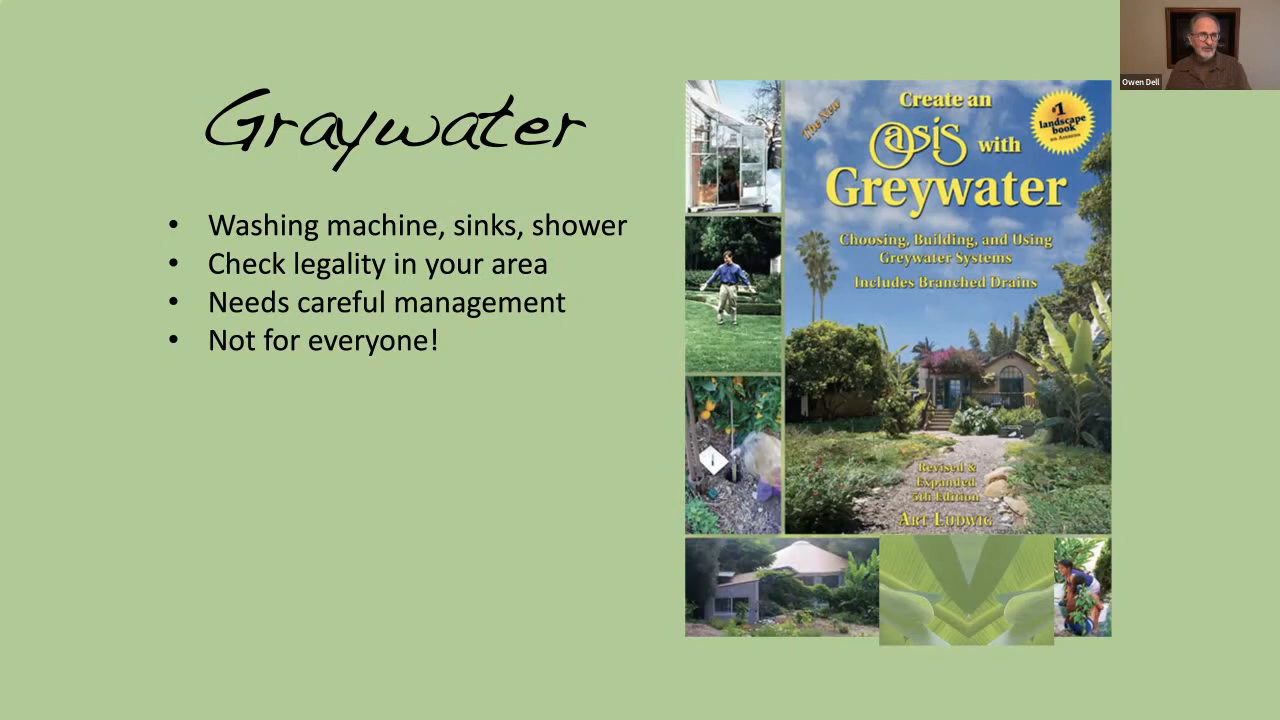 Graywater
• Washing machine, sinks, shower
• Check legality in your area
• Needs careful management
• Not for everyone!
The New
Create an
Oasis with
Greywater
#1
landscape
book
on Amazon
Choosing, Building, and Using
Greywater Systems
Includes Branched Drains
Revised &
Expanded
5th Edition
Art Ludwig
Owen Dell